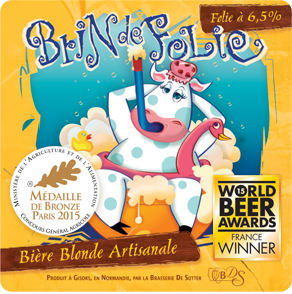 Folie à 6,5%
BRIN de FOLIE
MINISTÈRE DE L'AGRICULTURE ET DE L'ALIMENTATION
MÉDAILLE
DE BRONZE
PARIS 2015
CONCOURS GÉNÉRAL AGRICOLE
WORLD
BEER
AWARDS
FRANCE
WINNER
Bière Blonde Artisanale
PRODUIT À GISORS, EN NORMANDIE, PAR LA BRASSERIE DE SUTTER
BDS